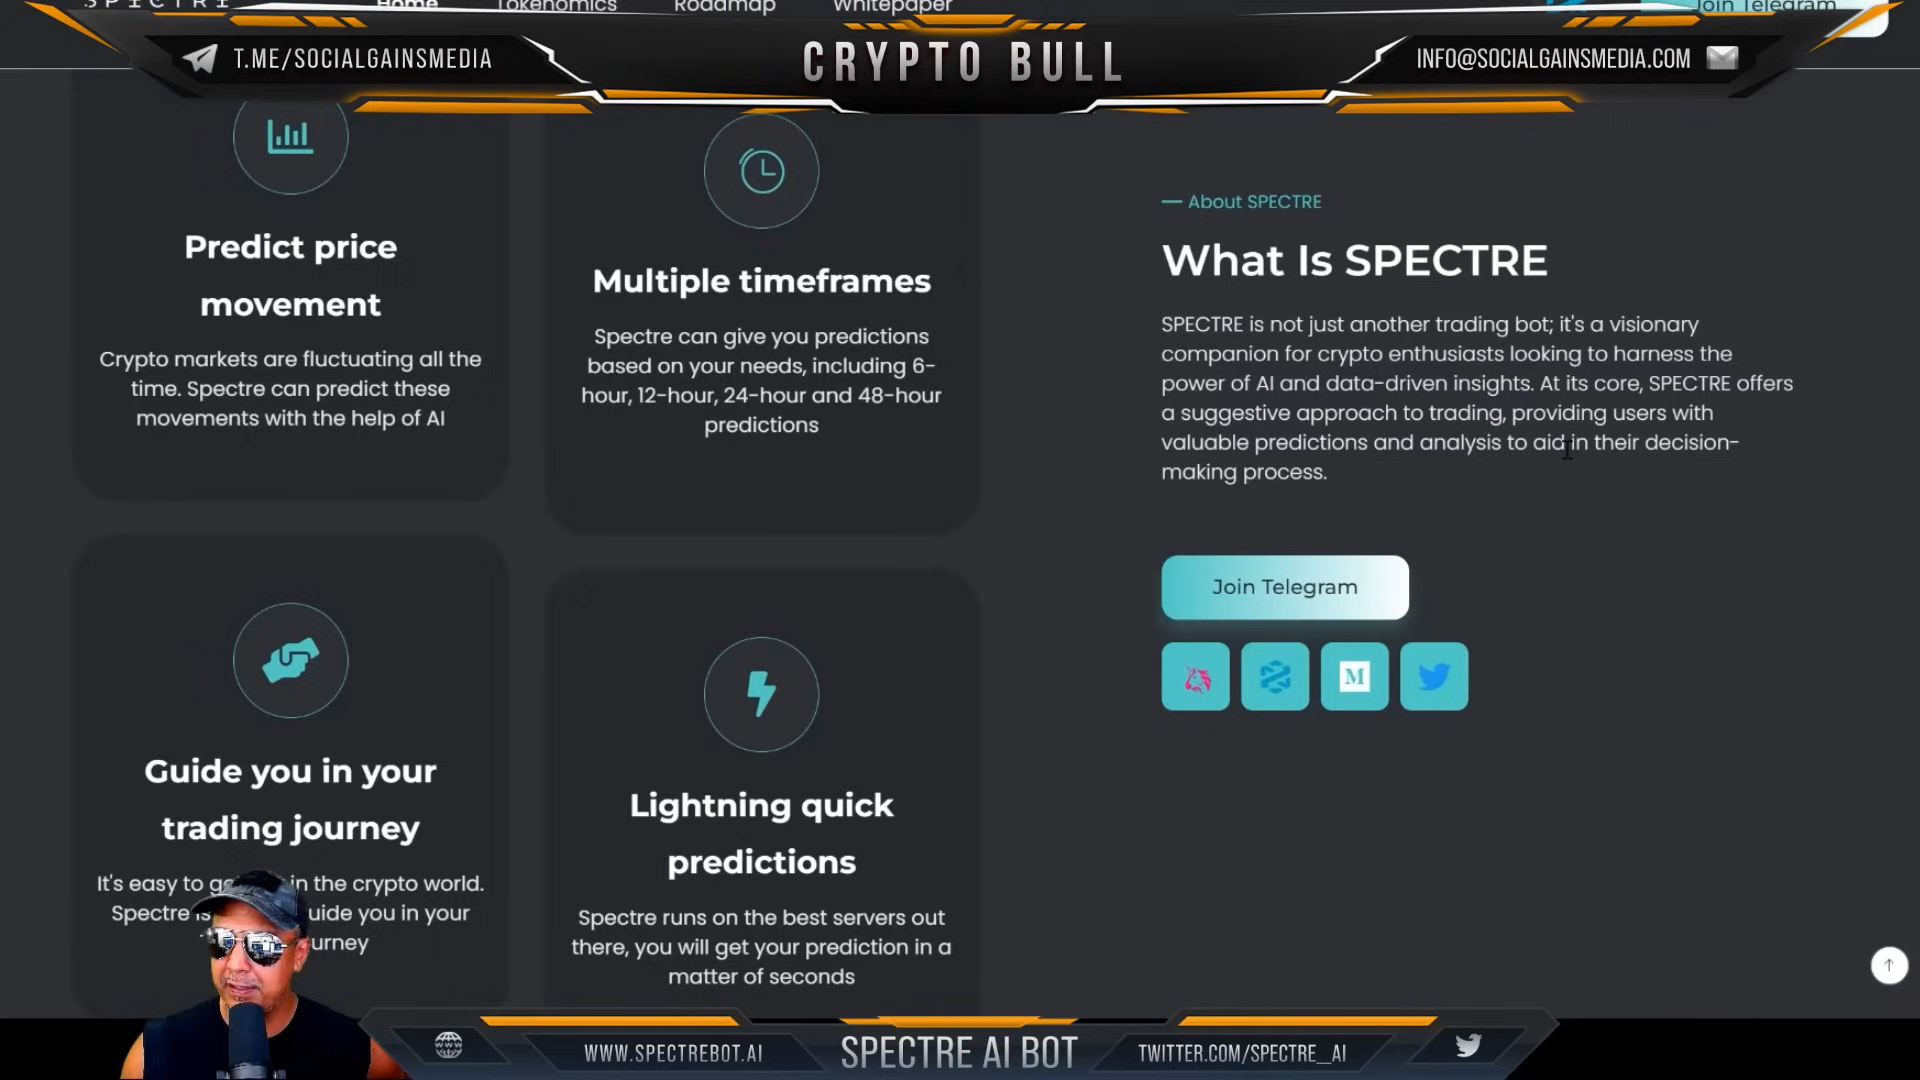 SPECTRE
Home
Tokenomics
Roadmap
Whitepaper
Join Telegram
T.ME/SOCIALGAINSMEDIA
CRYPTO BULL
INFO@SOCIALGAINSMEDIA.COM
Predict price
movement
Crypto markets are fluctuating all the
time. Spectre can predict these
movements with the help of AI
Multiple timeframes
Spectre can give you predictions
based on your needs, including 6-
hour, 12-hour, 24-hour and 48-hour
predictions
Guide you in your
trading journey
It's easy to in the crypto world.
Spectre is uide you in your
urney
Lightning quick
predictions
Spectre runs on the best servers out
there, you will get your prediction in a
matter of seconds
— About SPECTRE
What Is SPECTRE
SPECTRE is not just another trading bot; it's a visionary
companion for crypto enthusiasts looking to harness the
power of AI and data-driven insights. At its core, SPECTRE offers
a suggestive approach to trading, providing users with
valuable predictions and analysis to aid in their decision-
making process.
Join Telegram
M
WWW
WWW.SPECTREBOT.AI
SPECTRE AI BOT
TWITTER.COM/SPECTRE__AI